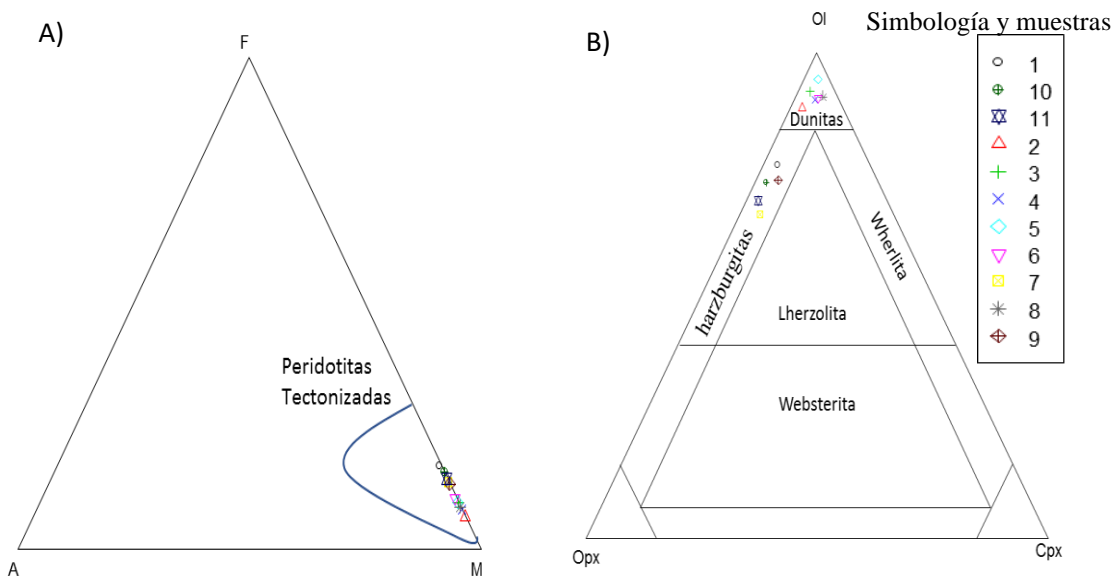 A)
F
Peridotitas
Tectonizadas
A
M
B)
Ol
Simbología y muestras
Dunitas
harzburgitas
Wherlita
Lherzolita
Websterita
Opx
Cpx
1
10
11
2
3
4
5
6
7
8
9